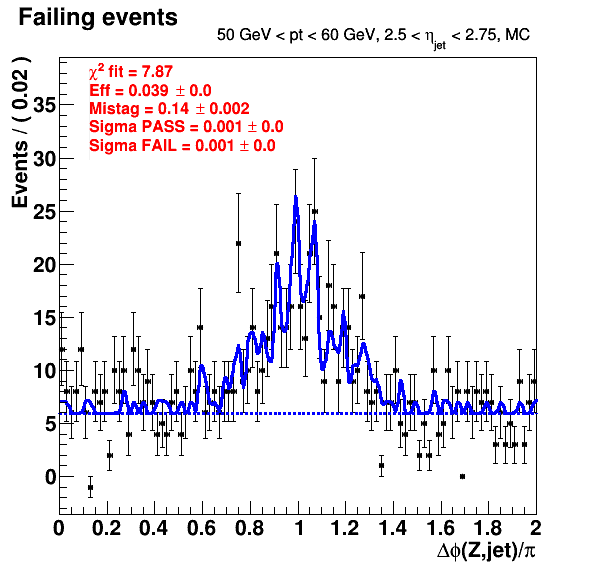 Failing events
50 GeV < pt < 60 GeV, 2.5 < η_jet < 2.75, MC
χ² fit = 7.87
Eff = 0.039 ± 0.0
Mistag = 0.14 ± 0.002
Sigma PASS = 0.001 ± 0.0
Sigma FAIL = 0.001 ± 0.0
Events / ( 0.02 )
35
30
25
20
15
10
5
0
0 0.2 0.4 0.6 0.8 1 1.2 1.4 1.6 1.8 2
Δφ(Z,jet)/π